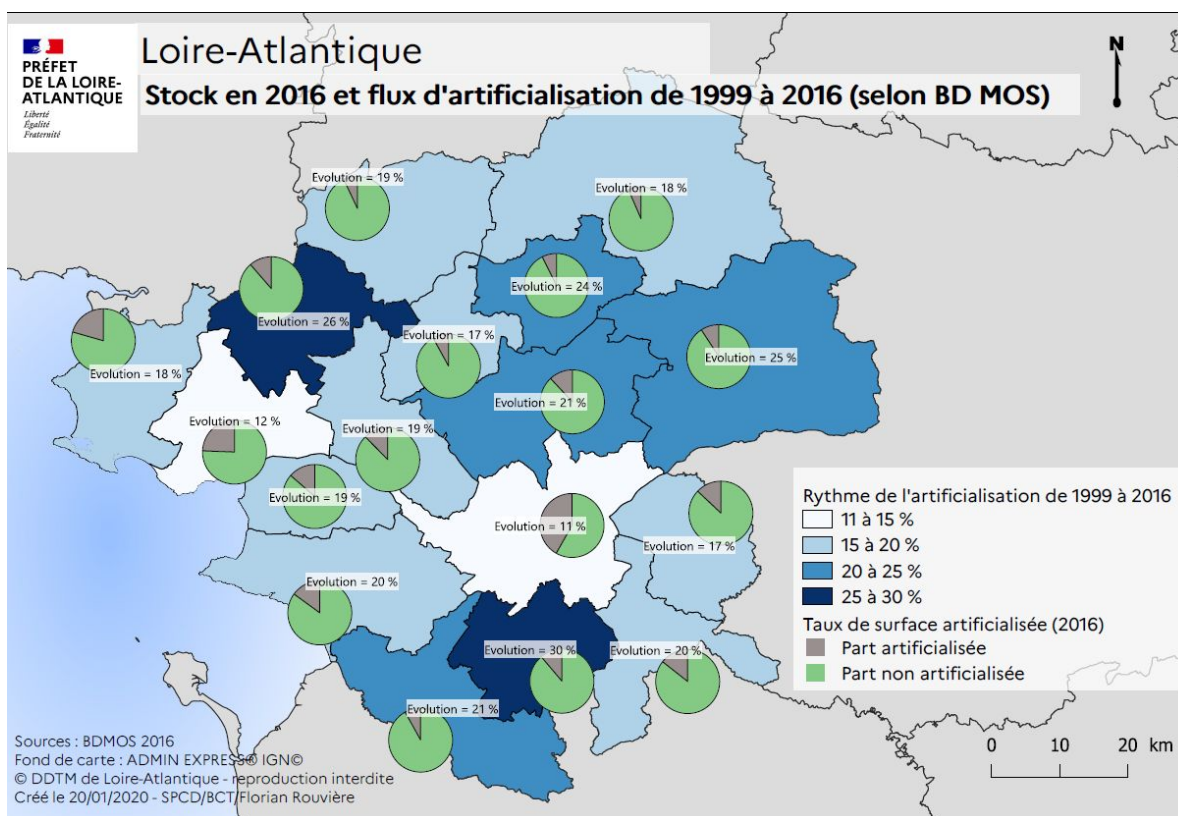 PRÉFET
DE LA LOIRE-
ATLANTIQUE
Liberté
Égalité
Fraternité
Loire-Atlantique
Stock en 2016 et flux d'artificialisation de 1999 à 2016 (selon BD MOS)
N
Evolution = 19 %
Evolution = 18 %
Evolution = 24 %
Evolution = 26 %
Evolution = 17 %
Evolution = 25 %
Evolution = 18 %
Evolution = 21 %
Evolution = 12 %
Evolution = 19 %
Evolution = 19 %
Evolution = 11 %
Evolution = 17 %
Evolution = 20 %
Evolution = 30 %
Evolution = 20 %
Evolution = 21 %
Rythme de l'artificialisation de 1999 à 2016
11 à 15 %
15 à 20 %
20 à 25 %
25 à 30 %
Taux de surface artificialisée (2016)
Part artificialisée
Part non artificialisée
Sources : BDMOS 2016
Fond de carte : ADMIN EXPRESS® IGN©
© DDTM de Loire-Atlantique - reproduction interdite
Créé le 20/01/2020 - SPCD/BCT/Florian Rouvière
0 10 20 km